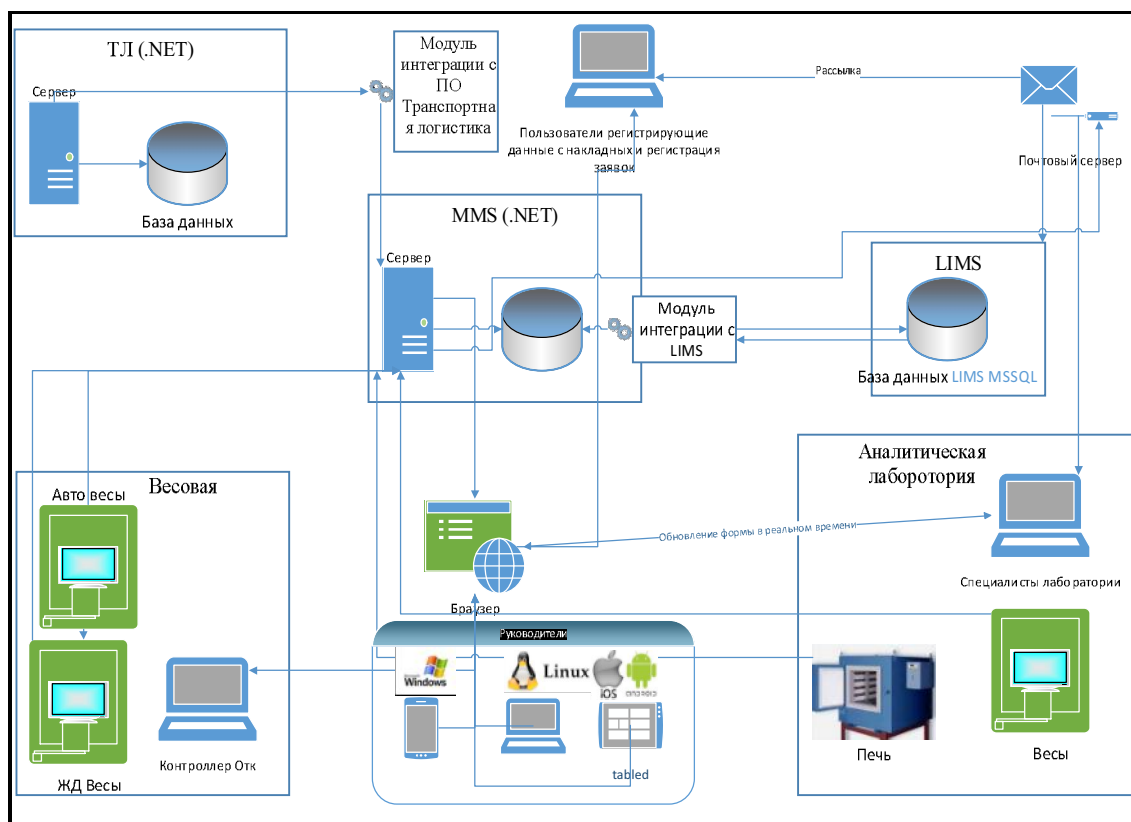 ТЛ (.NET)
Сервер
База данных
Модуль
интеграции с
ПО
Транспортна
я логистика
Пользователи регистрирующие
данные с накладных и регистрация
заявок
Рассылка
Почтовый сервер
MMS (.NET)
Сервер
Модуль
интеграции с
LIMS
LIMS
База данных LIMS MSSQL
Весовая
Авто весы
ЖД Весы
Контроллер Отк
Браузер
Обновление формы в реальном времени
Руководители
Windows
Linux
iOS
ANDROID
tabled
Аналитическая
лаборотория
Специалисты лаборатории
Печь
Весы